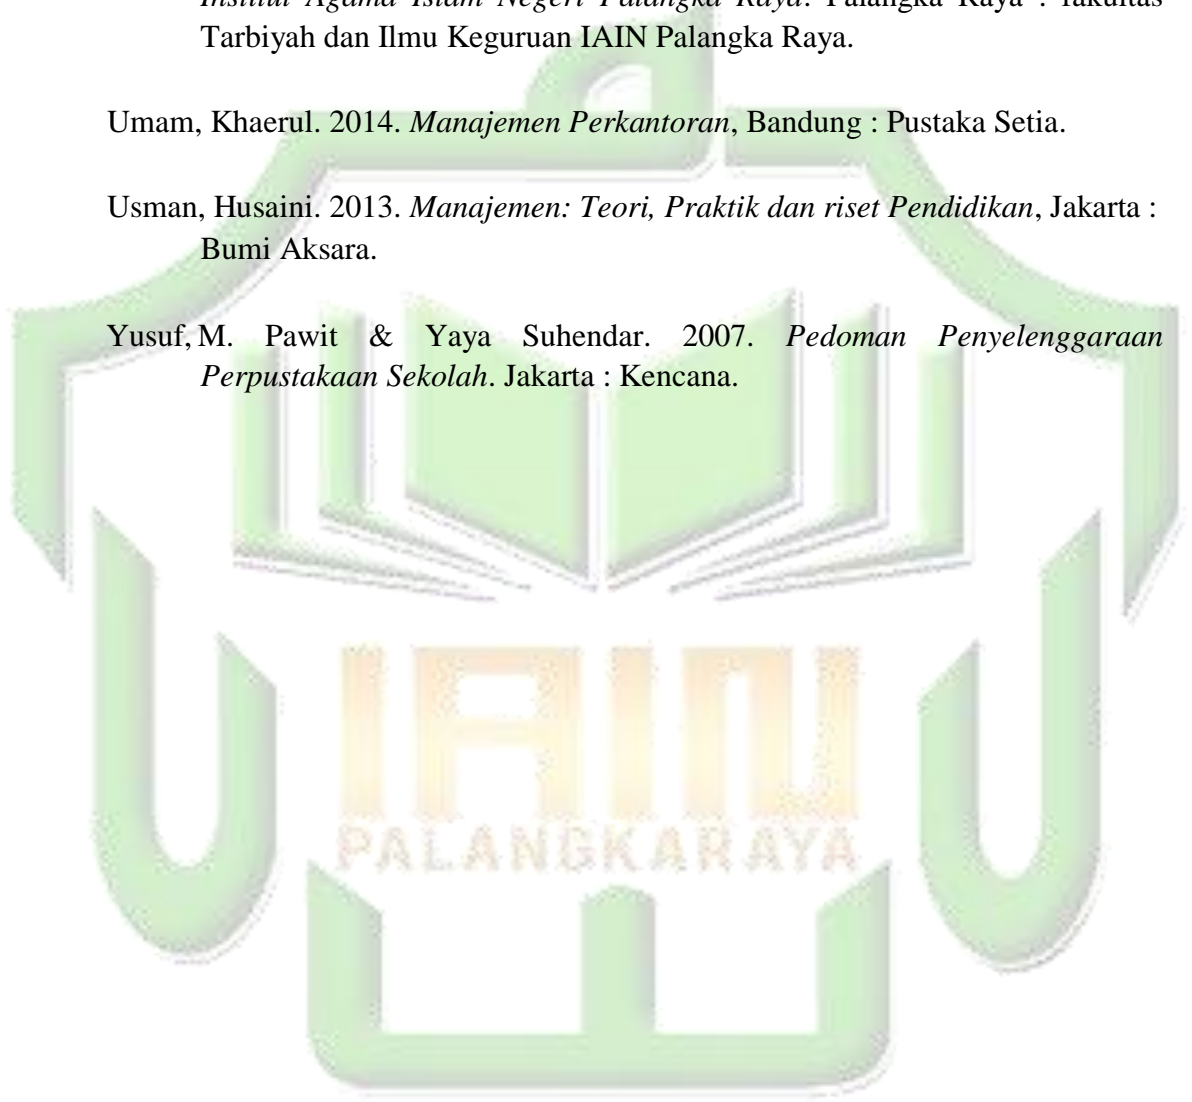 Institut Agama Islam Negeri Palangka Raya. Palangka Raya : fakultas
Tarbiyah dan Ilmu Keguruan IAIN Palangka Raya.
Umam, Khaerul. 2014. Manajemen Perkantoran, Bandung : Pustaka Setia.
Usman, Husaini. 2013. Manajemen: Teori, Praktik dan riset Pendidikan, Jakarta :
Bumi Aksara.
Yusuf, M. Pawit & Yaya Suhendar. 2007. Pedoman Penyelenggaraan
Perpustakaan Sekolah. Jakarta : Kencana.
IAIN
PALANGKARAYA